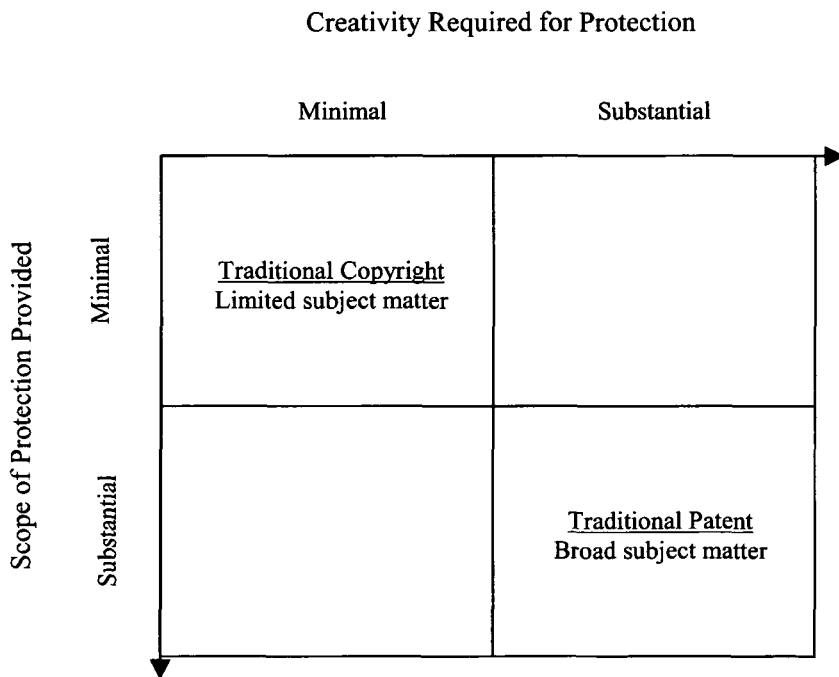 Creativity Required for Protection
Minimal
Substantial
Scope of Protection Provided
Minimal
Traditional Copyright
Limited subject matter
Substantial
Traditional Patent
Broad subject matter